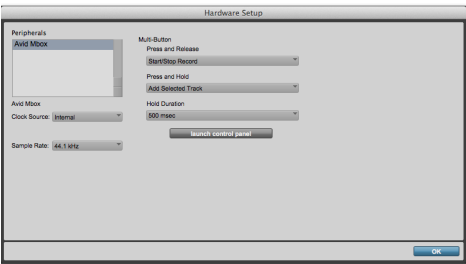 Hardware Setup
Peripherals
Avid Mbox
Avid Mbox
Clock Source: Internal
Sample Rate: 44.1 kHz
Multi-Button
Press and Release
Start/Stop Record
Press and Hold
Add Selected Track
Hold Duration
500 msec
launch control panel
OK